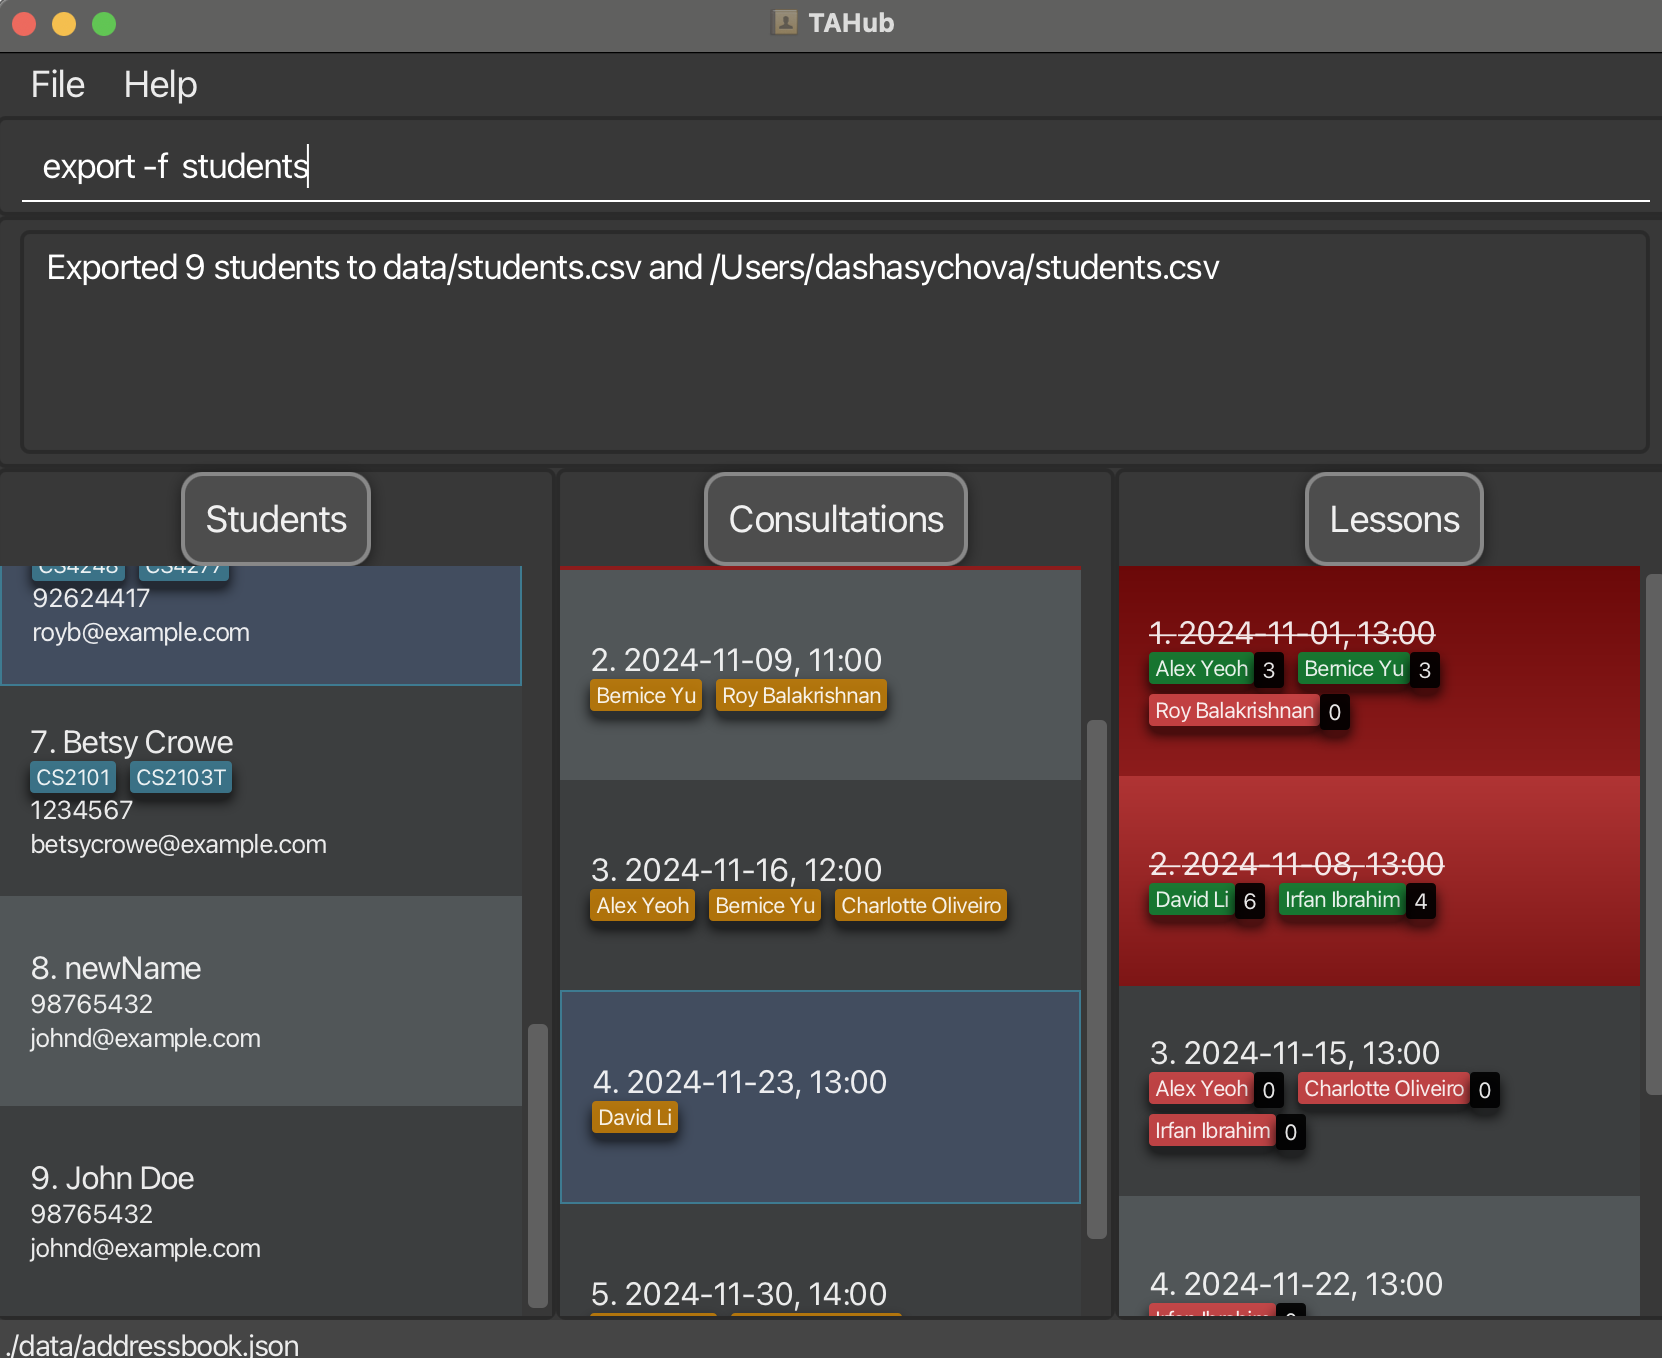 TAHub
File Help
export -f  students
Exported 9 students to data/students.csv and /Users/dashasychova/students.csv
Students
CS4248 CS4277
92624417
royb@example.com
7. Betsy Crowe
CS2101 CS2103T
1234567
betsycrowe@example.com
8. newName
98765432
johnd@example.com
9. John Doe
98765432
johnd@example.com
Consultations
2. 2024-11-09, 11:00
Bernice Yu Roy Balakrishnan
3. 2024-11-16, 12:00
Alex Yeoh Bernice Yu Charlotte Oliveiro
4. 2024-11-23, 13:00
David Li
5. 2024-11-30, 14:00
Lessons
1. 2024-11-01, 13:00
Alex Yeoh 3 Bernice Yu 3
Roy Balakrishnan 0
2. 2024-11-08, 13:00
David Li 6 Irfan Ibrahim 4
3. 2024-11-15, 13:00
Alex Yeoh 0 Charlotte Oliveiro 0
Irfan Ibrahim 0
4. 2024-11-22, 13:00
Irfan Ibrahim 0
./data/addressbook.json